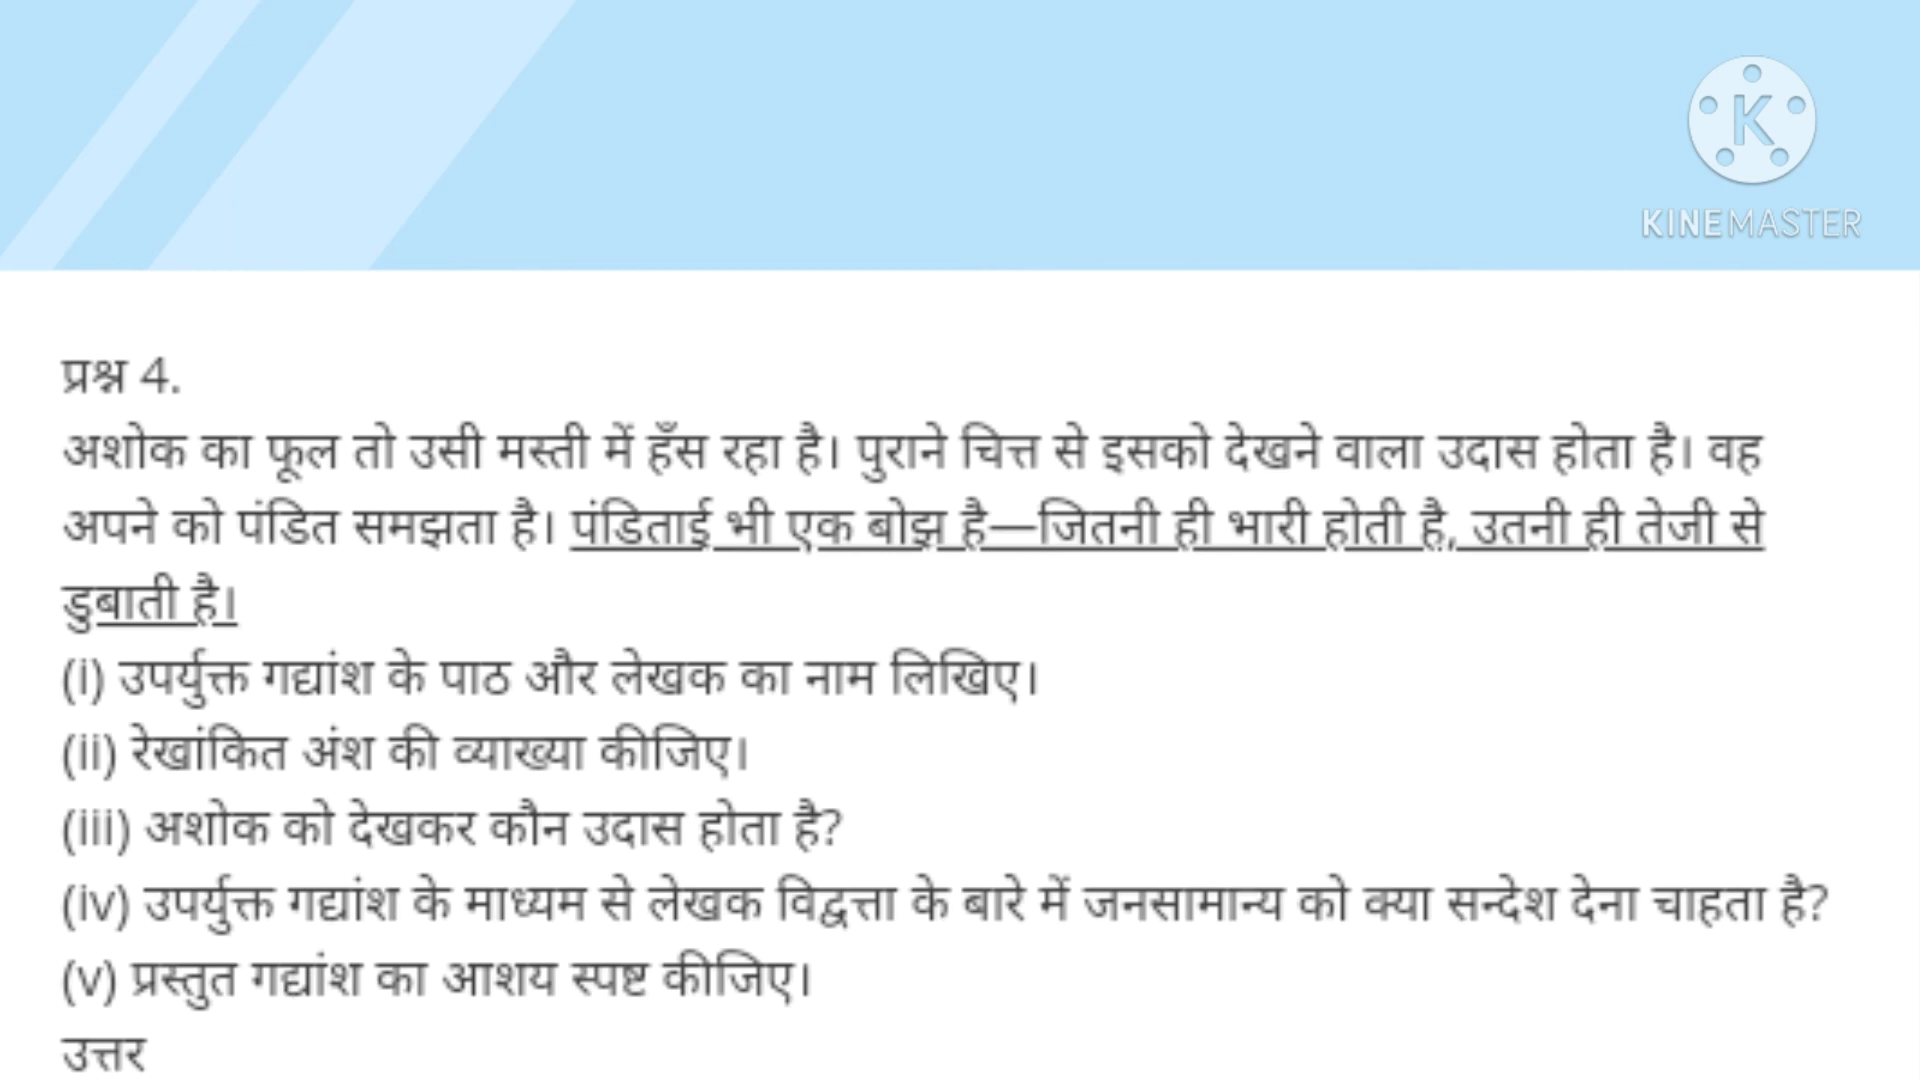 K
KINEMASTER
प्रश्न 4.
अशोक का फूल तो उसी मस्ती में हँस रहा है। पुराने चित्त से इसको देखने वाला उदास होता है। वह
अपने को पंडित समझता है। पंडिताई भी एक बोझ है—जितनी ही भारी होती है, उतनी ही तेजी से
डुबाती है।
(i) उपर्युक्त गद्यांश के पाठ और लेखक का नाम लिखिए।
(ii) रेखांकित अंश की व्याख्या कीजिए।
(iii) अशोक को देखकर कौन उदास होता है?
(iv) उपर्युक्त गद्यांश के माध्यम से लेखक विद्वत्ता के बारे में जनसामान्य को क्या सन्देश देना चाहता है?
(v) प्रस्तुत गद्यांश का आशय स्पष्ट कीजिए।
उत्तर